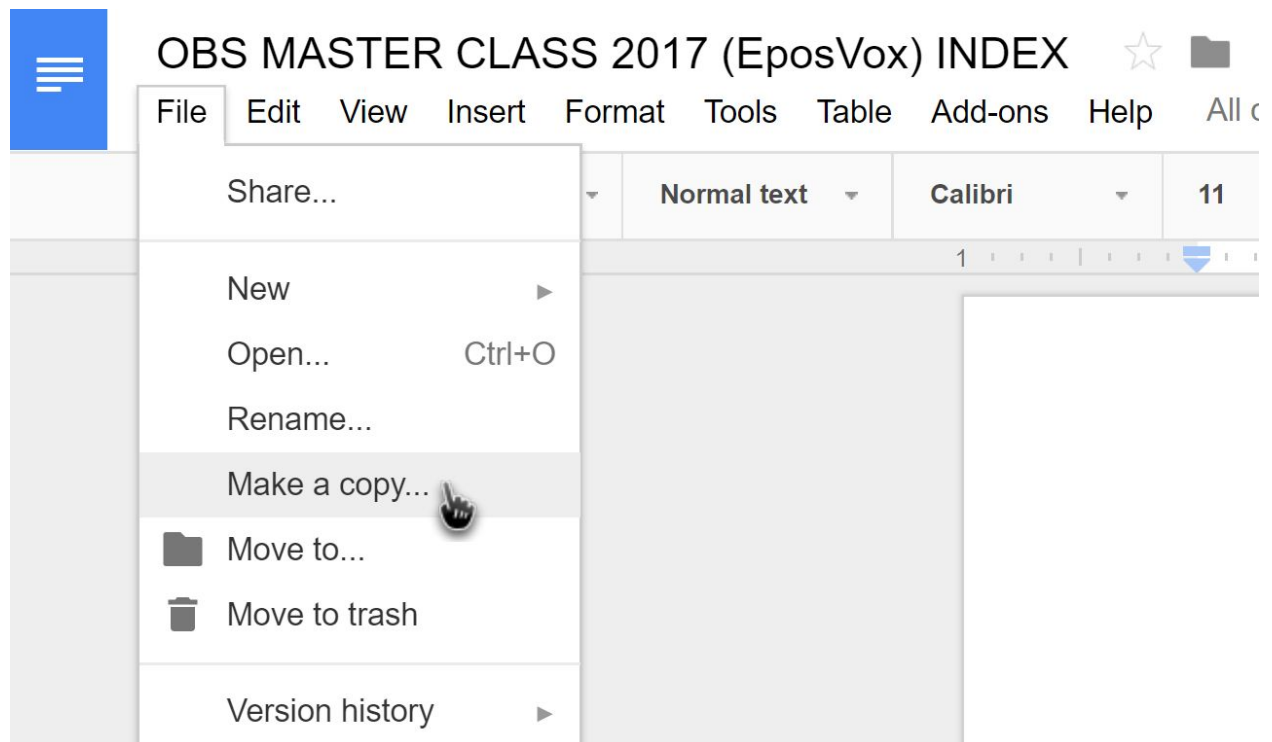 OBS MASTER CLASS 2017 (EposVox) INDEX
File Edit View Insert Format Tools Table Add-ons Help All
Share...
Normal text Calibri 11
1
New
Open... Ctrl+O
Rename...
Make a copy...
Move to...
Move to trash
Version history